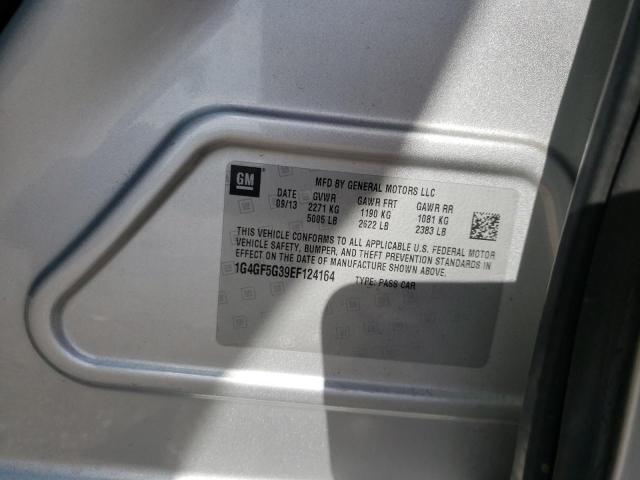 GM
MFD BY GENERAL MOTORS LLC
DATE GVWR GAWR FRT GAWR RR
09/13 2271 KG 1190 KG 1081 KG
5005 LB 2622 LB 2383 LB
THIS VEHICLE CONFORMS TO ALL APPLICABLE U.S. FEDERAL MOTOR
VEHICLE SAFETY, BUMPER, AND THEFT PREVENTION STANDARDS IN
EFFECT ON THE DATE OF MANUFACTURE SHOWN ABOVE.
1G4GF5G39EF124164 TYPE: PASS CAR